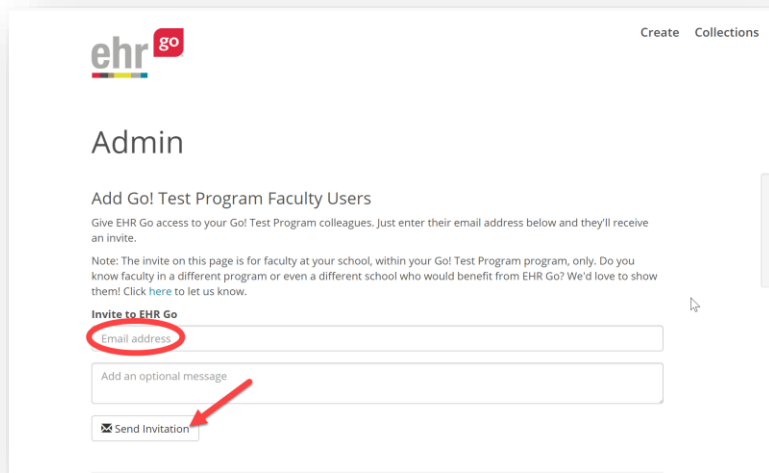 ehr go
Create Collections
Admin
Add Go! Test Program Faculty Users
Give EHR Go access to your Go! Test Program colleagues. Just enter their email address below and they'll receive
an invite.
Note: The invite on this page is for faculty at your school, within your Go! Test Program program, only. Do you
know faculty in a different program or even a different school who would benefit from EHR Go? We'd love to show
them! Click here to let us know.
Invite to EHR Go
Email address
Add an optional message
Send Invitation